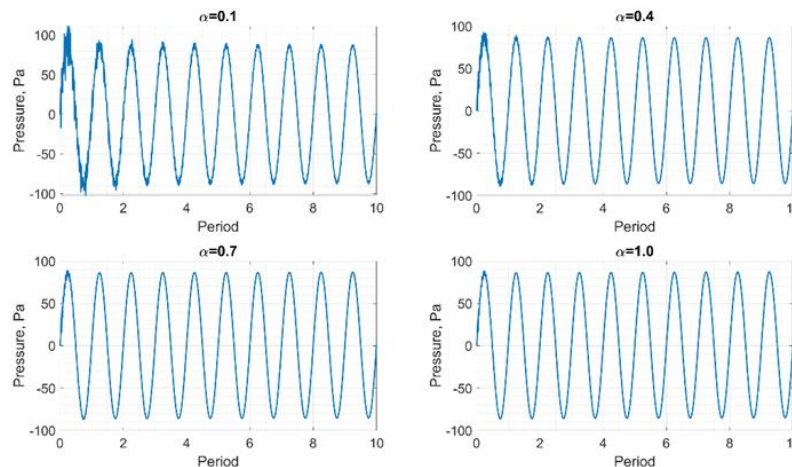 α=0.1
100
50
0
-50
-100
Pressure, Pa
0 2 4 6 8 10
Period
α=0.4
100
50
0
-50
-100
Pressure, Pa
0 2 4 6 8
Period
α=0.7
100
50
0
-50
-100
Pressure, Pa
0 2 4 6 8 10
Period
α=1.0
100
50
0
-50
-100
Pressure, Pa
0 2 4 6 8
Period